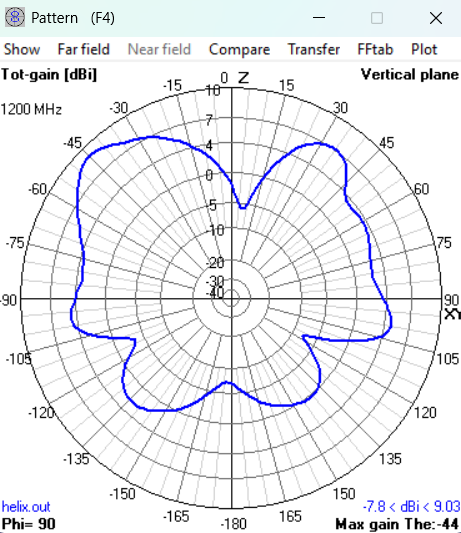 Pattern (F4)
Show Far field Near field Compare Transfer FFtab Plot
Tot-gain [dBi] Vertical plane
1200 MHz
0 Z
-15 15
-30 30
-45 45
-60 60
-75 75
-90 90
XY
-105 105
-120 120
-135 135
-150 150
-165 165
-180
10
7
4
0
-5
-10
-20
-30
-40
helix.out -7.8 < dBi < 9.03
Phi= 90 Max gain The:-44